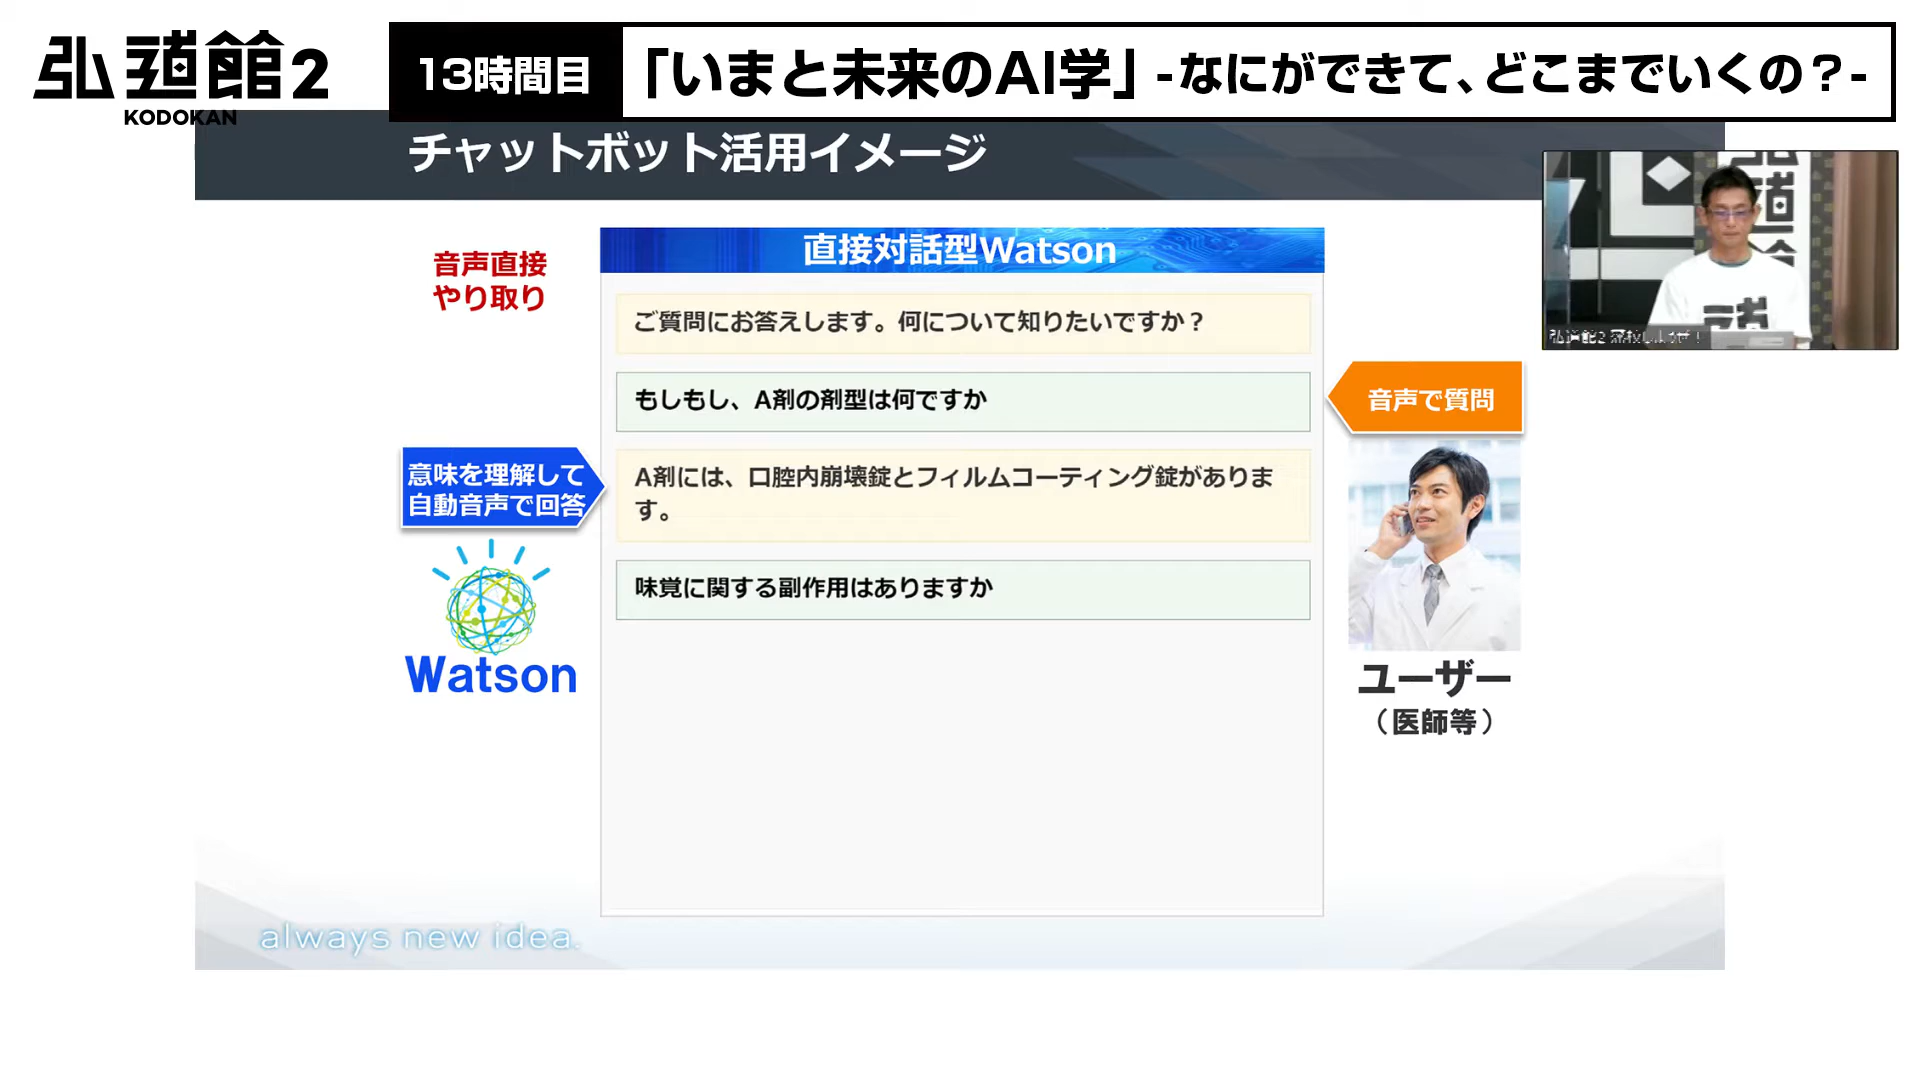 弘道館2
KODOKAN
13時間目
「いまと未来のAI学」-なにができて、どこまでいくの？-
チャットボット活用イメージ
音声直接
やり取り
直接対話型Watson
ご質問にお答えします。何について知りたいですか？
もしもし、A剤の剤型は何ですか
音声で質問
意味を理解して
自動音声で回答
A剤には、口腔内崩壊錠とフィルムコーティング錠がありま
す。
味覚に関する副作用はありますか
Watson
ユーザー
（医師等）
always new idea.